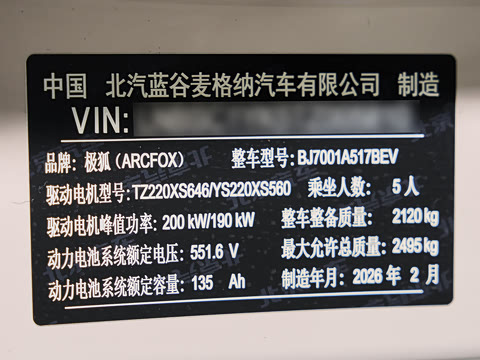 中国 北汽蓝谷麦格纳汽车有限公司 制造
VIN:
品牌: 极狐 (ARCFOX) 整车型号: BJ7001A517BEV
驱动电机型号: TZ220XS646/YS220XS560 乘坐人数: 5人
驱动电机峰值功率: 200 kW/190 kW 整车整备质量: 2120kg
动力电池系统额定电压: 551.6 V 最大允许总质量: 2495kg
动力电池系统额定容量: 135 Ah 制造年月: 2026 年 2 月